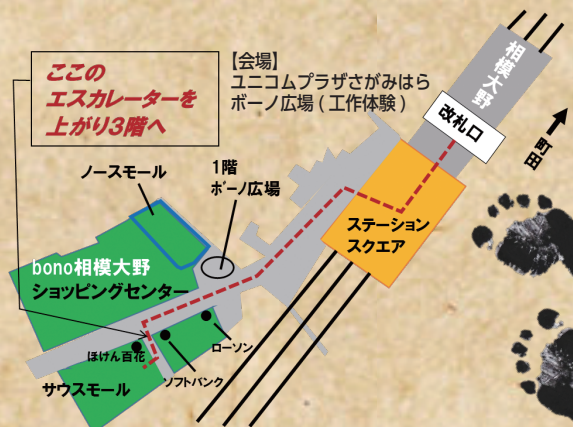 ここの
エスカレーターを
上がり3階へ
【会場】
ユニコムプラザさがみはら
ボーノ広場 ( 工作体験 )
相模大野
改札口
町田
ノースモール
1階
ボーノ広場
ステーション
スクエア
bono相模大野
ショッピングセンター
ローソン
ほけん百花
ソフトバンク
サウスモール